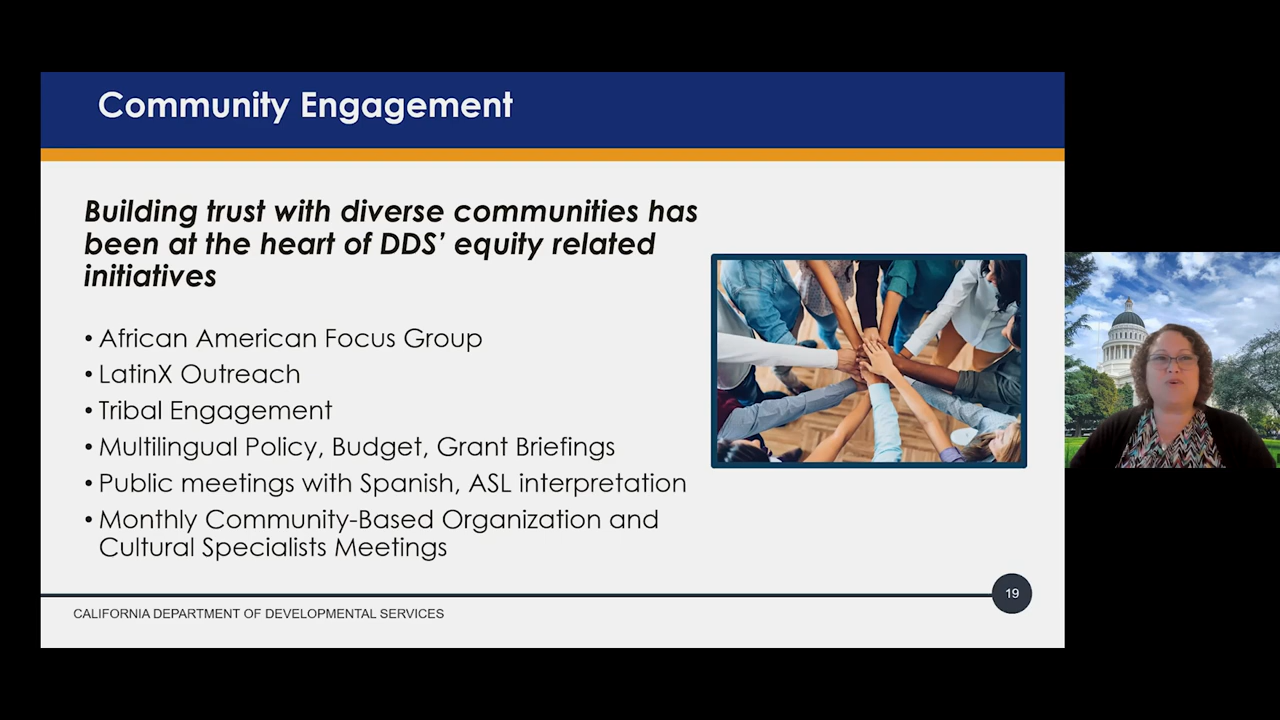 Community Engagement
Building trust with diverse communities has
been at the heart of DDS’ equity related
initiatives
• African American Focus Group
• LatinX Outreach
• Tribal Engagement
• Multilingual Policy, Budget, Grant Briefings
• Public meetings with Spanish, ASL interpretation
• Monthly Community-Based Organization and
Cultural Specialists Meetings
19
CALIFORNIA DEPARTMENT OF DEVELOPMENTAL SERVICES